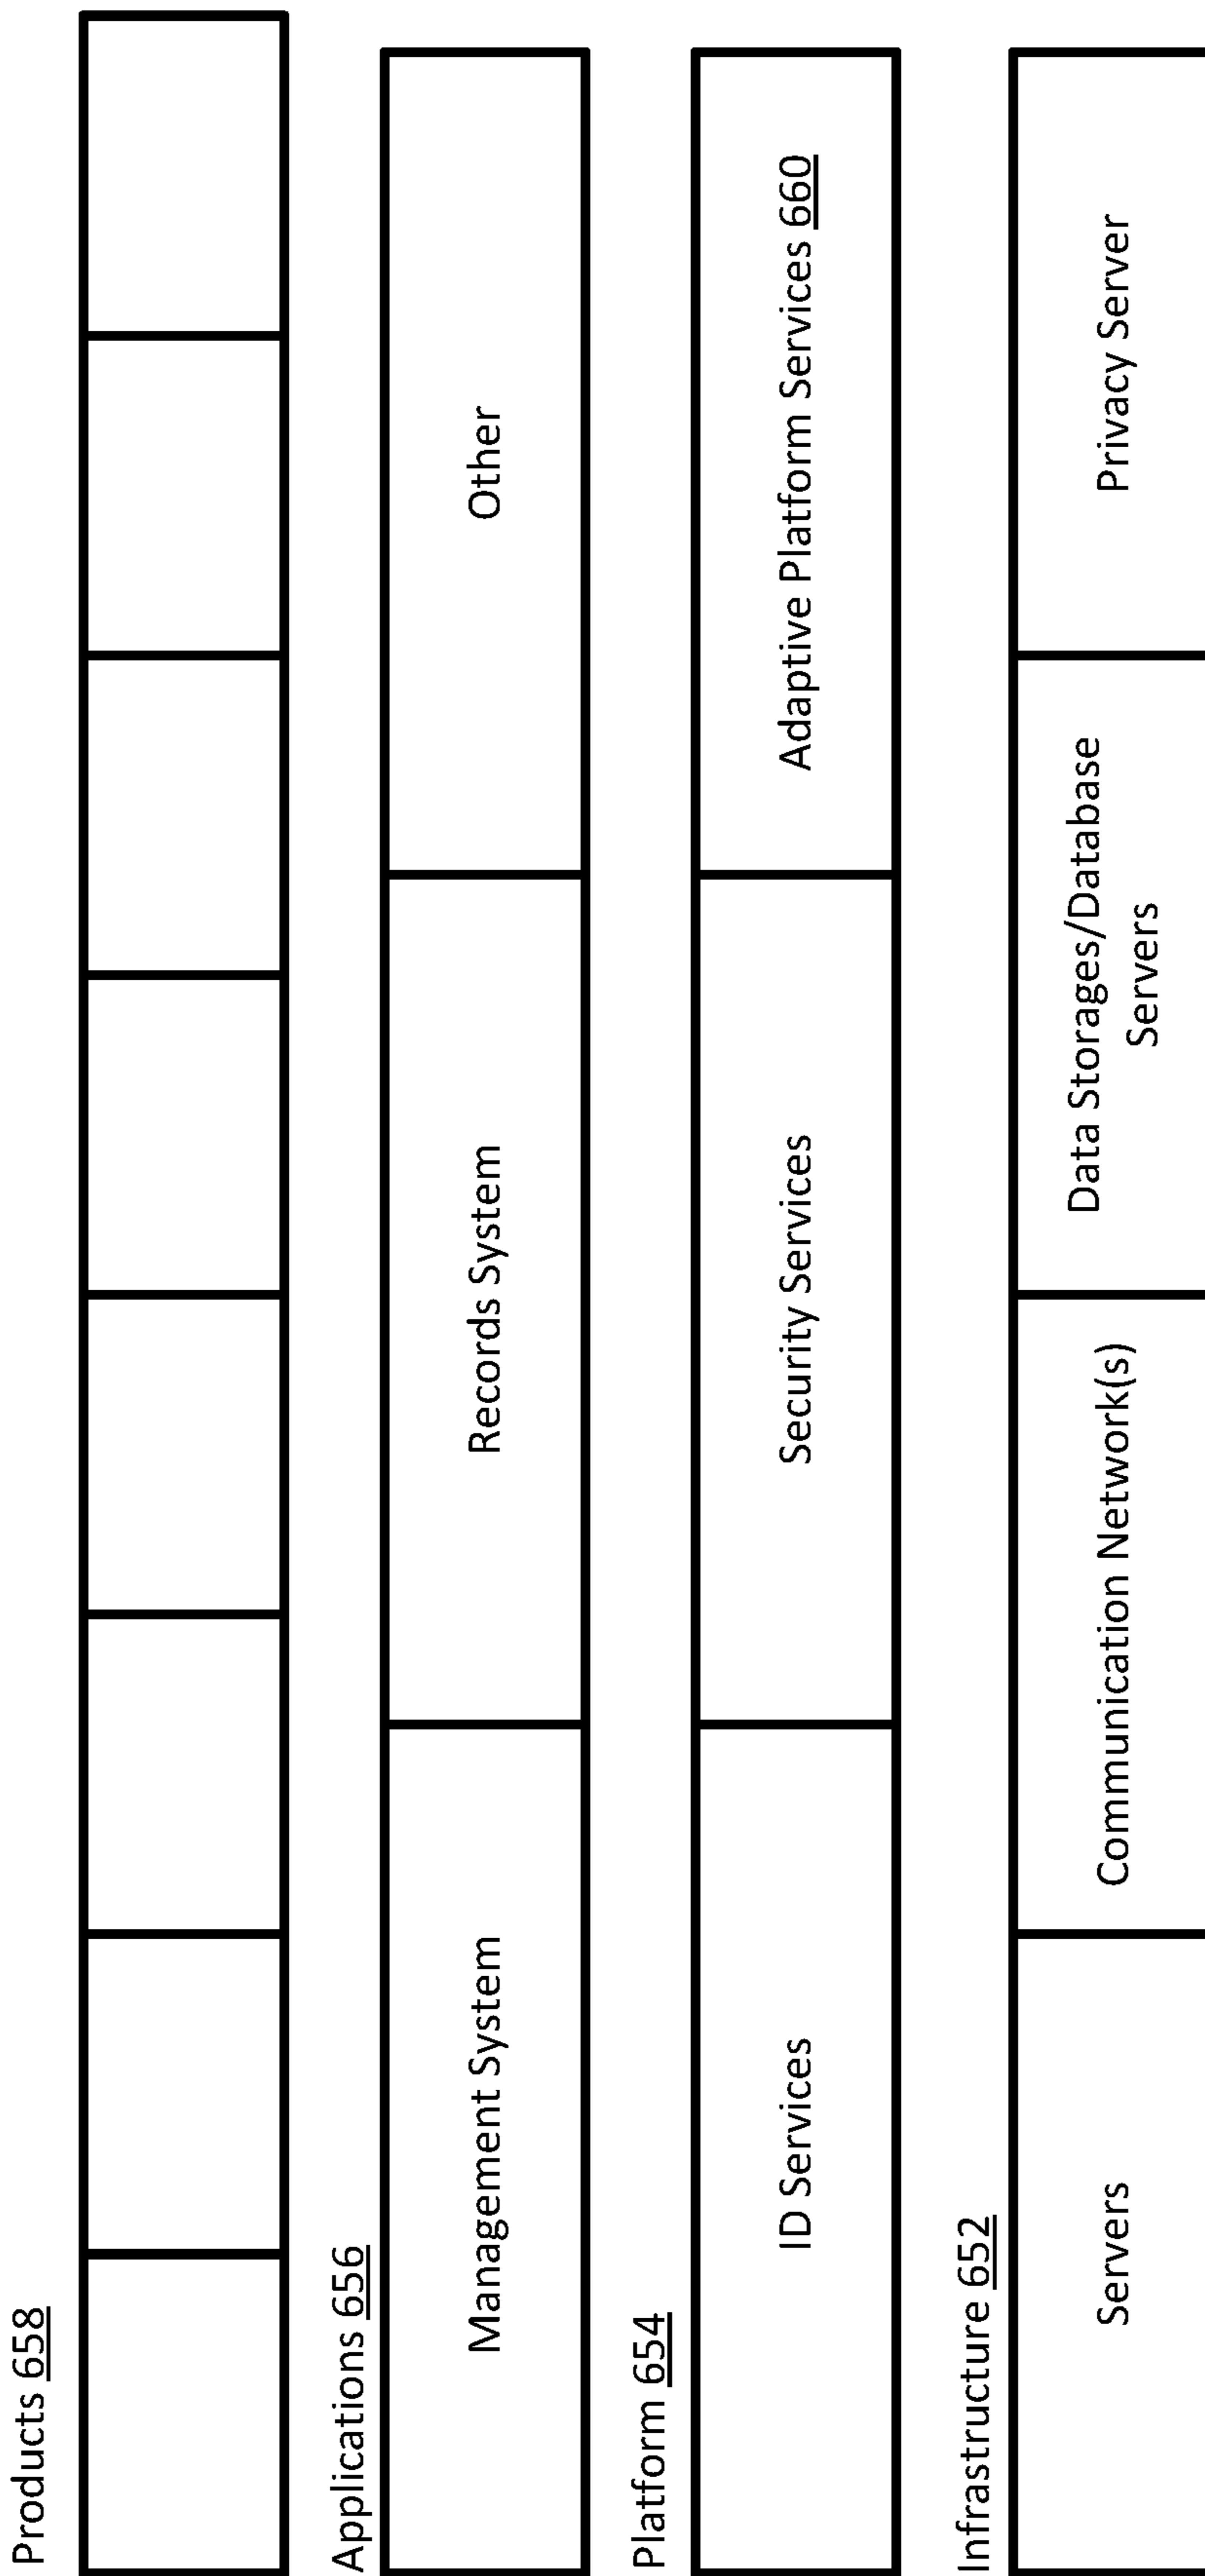 Products 658
Applications 656
Management System
Records System
Other
Platform 654
ID Services
Security Services
Adaptive Platform Services 660
Infrastructure 652
Servers
Communication Network(s)
Data Storages/Database
Servers
Privacy Server